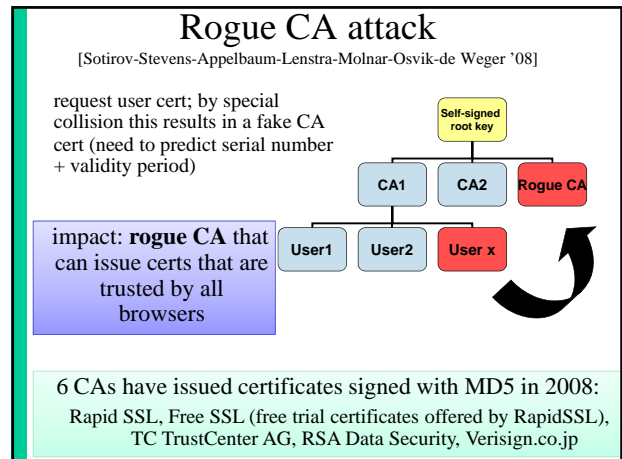 Rogue CA attack
[Sotirov-Stevens-Appelbaum-Lenstra-Molnar-Osvik-de Weger ’08]
request user cert; by special
collision this results in a fake CA
cert (need to predict serial number
+ validity period)
Self-signed
root key
CA1
CA2
Rogue CA
impact: rogue CA that
can issue certs that are
trusted by all
browsers
User1
User2
User x
6 CAs have issued certificates signed with MD5 in 2008:
Rapid SSL, Free SSL (free trial certificates offered by RapidSSL),
TC TrustCenter AG, RSA Data Security, Verisign.co.jp